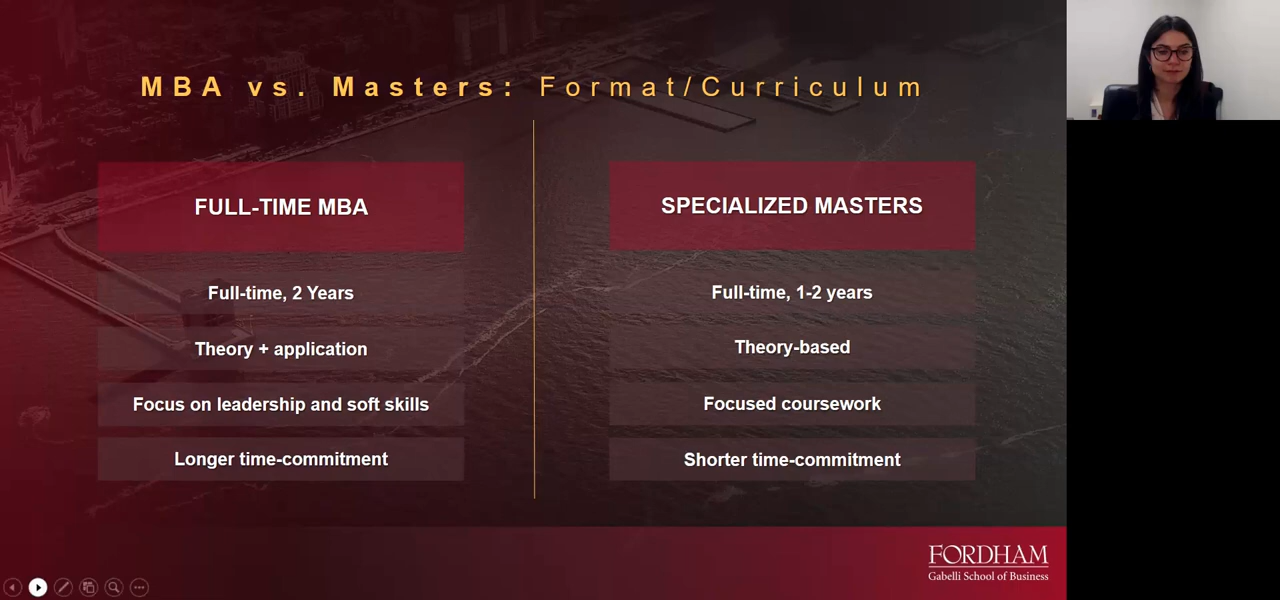 MBA vs. Masters: Format/Curriculum
FULL-TIME MBA
Full-time, 2 Years
Theory + application
Focus on leadership and soft skills
Longer time-commitment
SPECIALIZED MASTERS
Full-time, 1-2 years
Theory-based
Focused coursework
Shorter time-commitment
FORDHAM
Gabelli School of Business